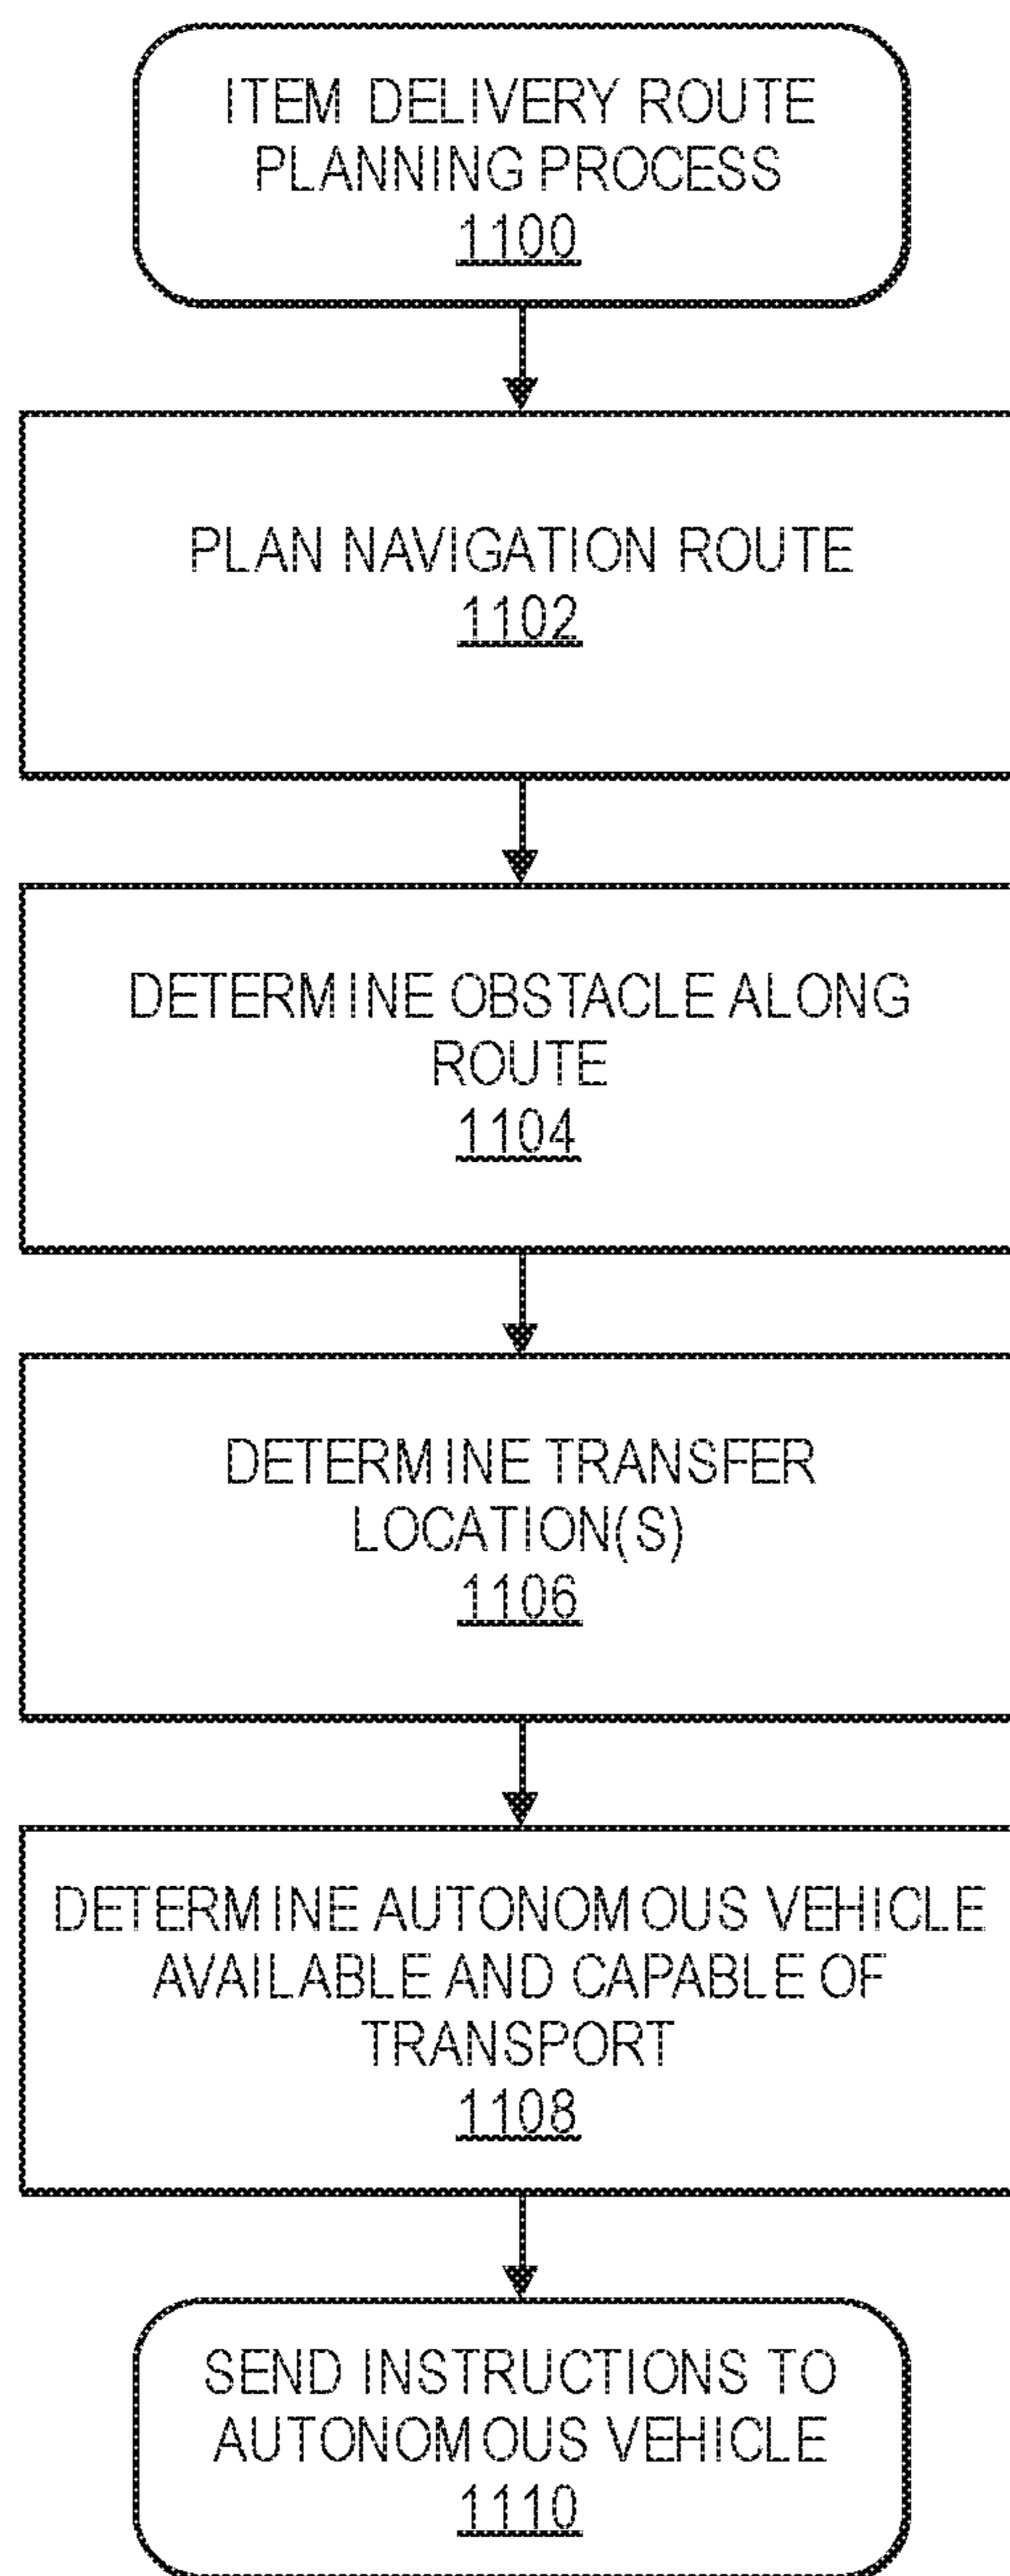 ITEM DELIVERY ROUTE
PLANNING PROCESS
1100
PLAN NAVIGATION ROUTE
1102
DETERMINE OBSTACLE ALONG
ROUTE
1104
DETERMINE TRANSFER
LOCATION(S)
1106
DETERMINE AUTONOMOUS VEHICLE
AVAILABLE AND CAPABLE OF
TRANSPORT
1108
SEND INSTRUCTIONS TO
AUTONOMOUS VEHICLE
1110